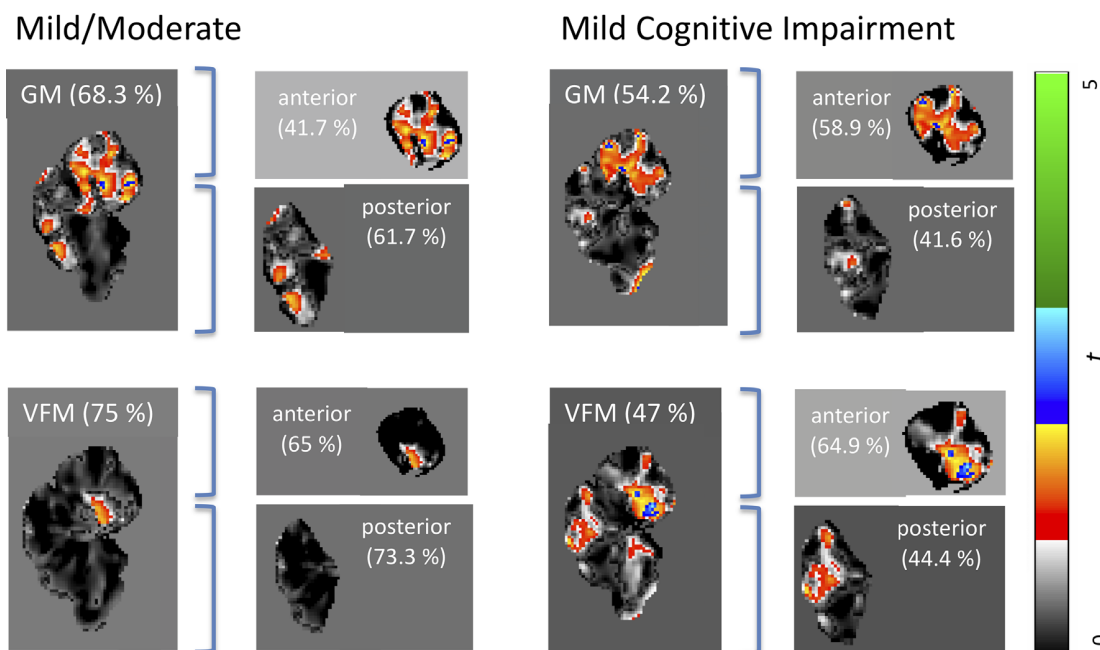 Mild/Moderate
Mild Cognitive Impairment
GM (68.3 %)
anterior
(41.7 %)
posterior
(61.7 %)
GM (54.2 %)
anterior
(58.9 %)
posterior
(41.6 %)
VFM (75 %)
anterior
(65 %)
posterior
(73.3 %)
VFM (47 %)
anterior
(64.9 %)
posterior
(44.4 %)
5
t
0